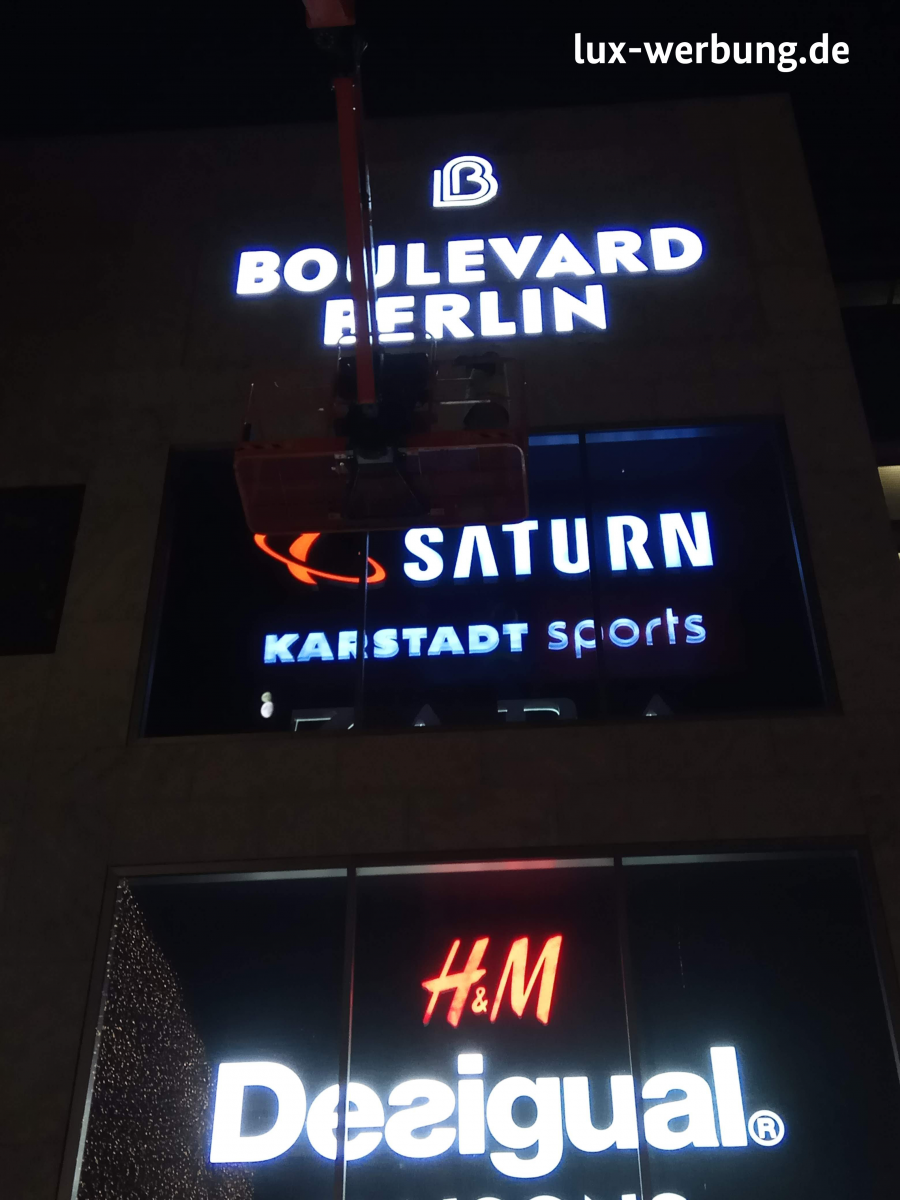 lux-werbung.de
B
BOULEVARD
BERLIN
SATURN
KARSTADT sports
H&M
Desigual®